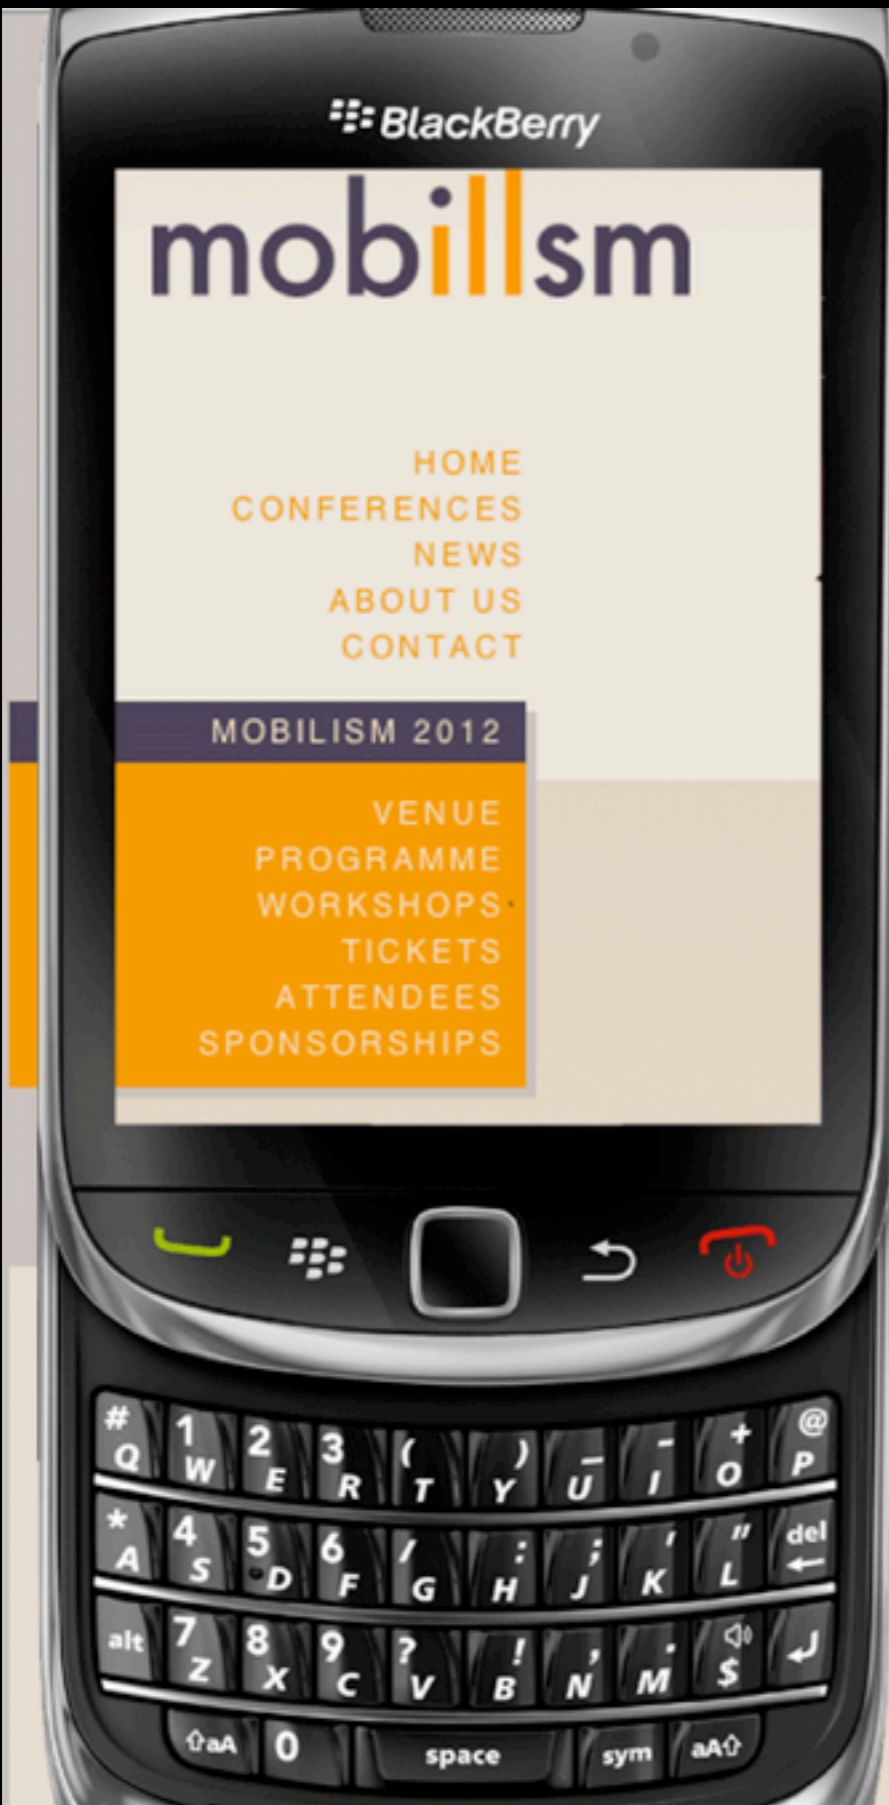 BlackBerry
mobillsm
HOME
CONFERENCES
NEWS
ABOUT US
CONTACT
MOBILISM 2012
VENUE
PROGRAMME
WORKSHOPS
TICKETS
ATTENDEES
SPONSORSHIPS
# 1 2 3 ( ) _ - + @
Q W E R T Y U I O P
* 4 5 6 / : ; ' " del
A S D F G H J K L
alt 7 8 9 ? ! , . $
Z X C V B N M
aA 0 space sym aA